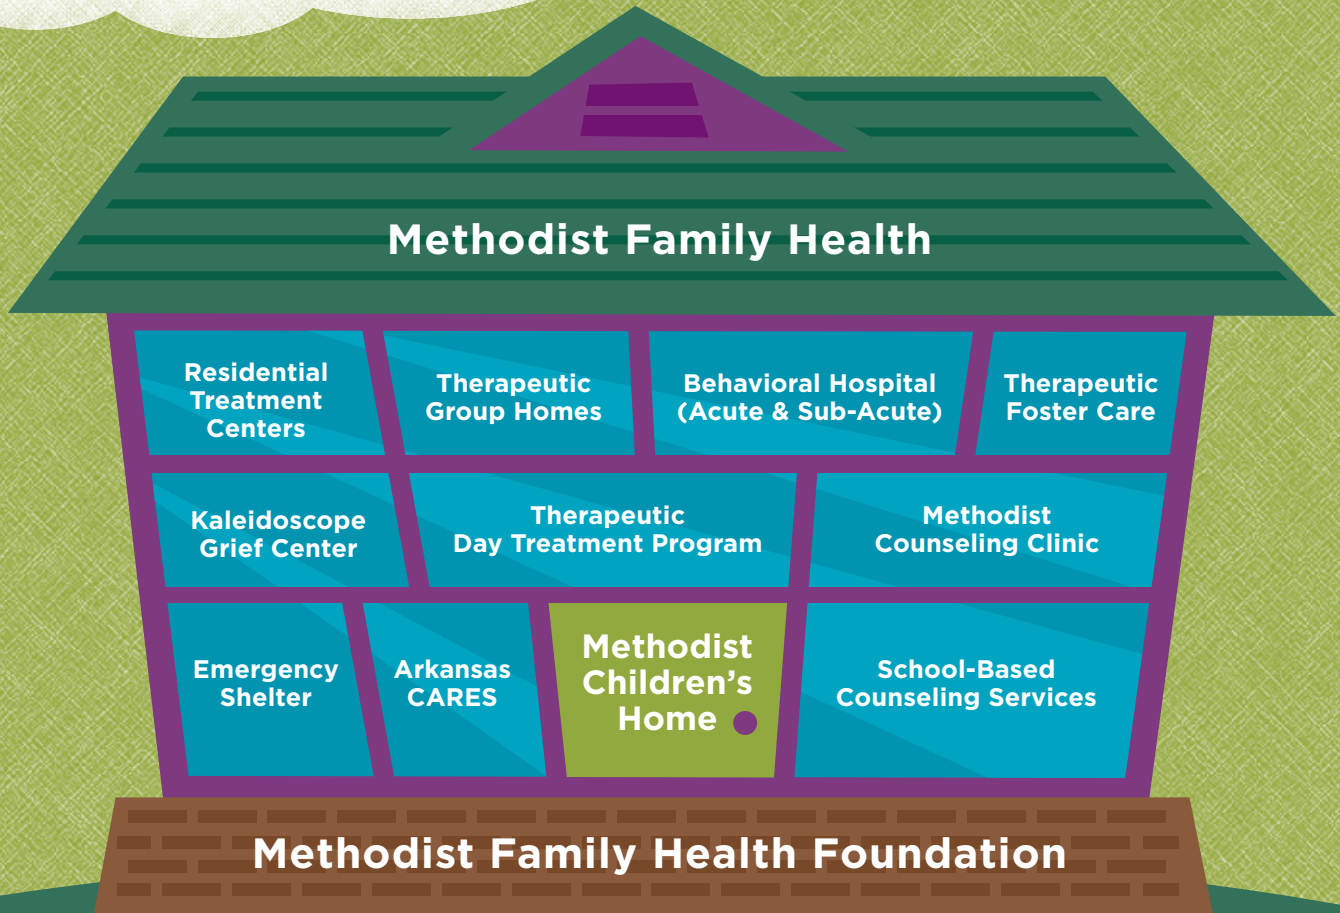 Methodist Family Health
Residential
Treatment
Centers
Therapeutic
Group Homes
Behavioral Hospital
(Acute & Sub-Acute)
Therapeutic
Foster Care
Kaleidoscope
Grief Center
Therapeutic
Day Treatment Program
Methodist
Counseling Clinic
Emergency
Shelter
Arkansas
CARES
Methodist
Children’s
Home
School-Based
Counseling Services
Methodist Family Health Foundation